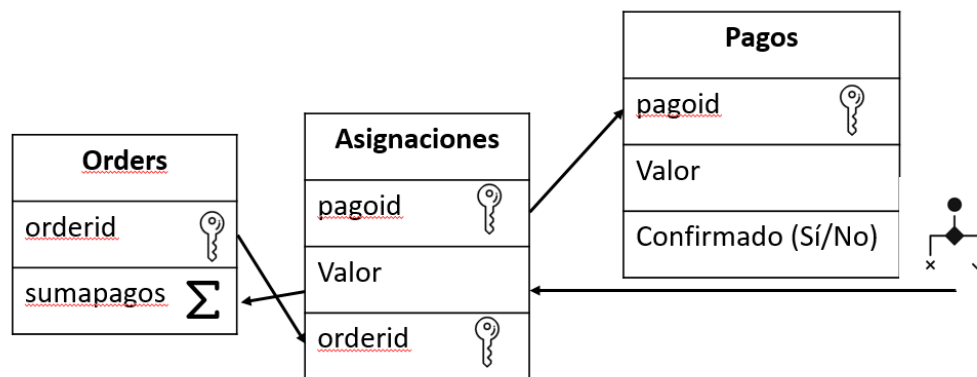 Orders
orderid
sumapagos Σ
Asignaciones
pagoid
Valor
orderid
Pagos
pagoid
Valor
Confirmado (Sí/No)